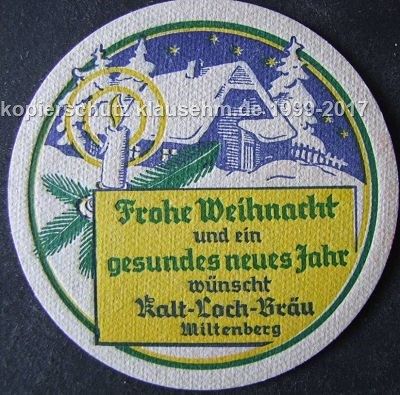 kopierschutz klausehm.de 1999-2017
Frohe Weihnacht
und ein
gesundes neues Jahr
wünscht
Kalt-Loch-Bräu
Miltenberg